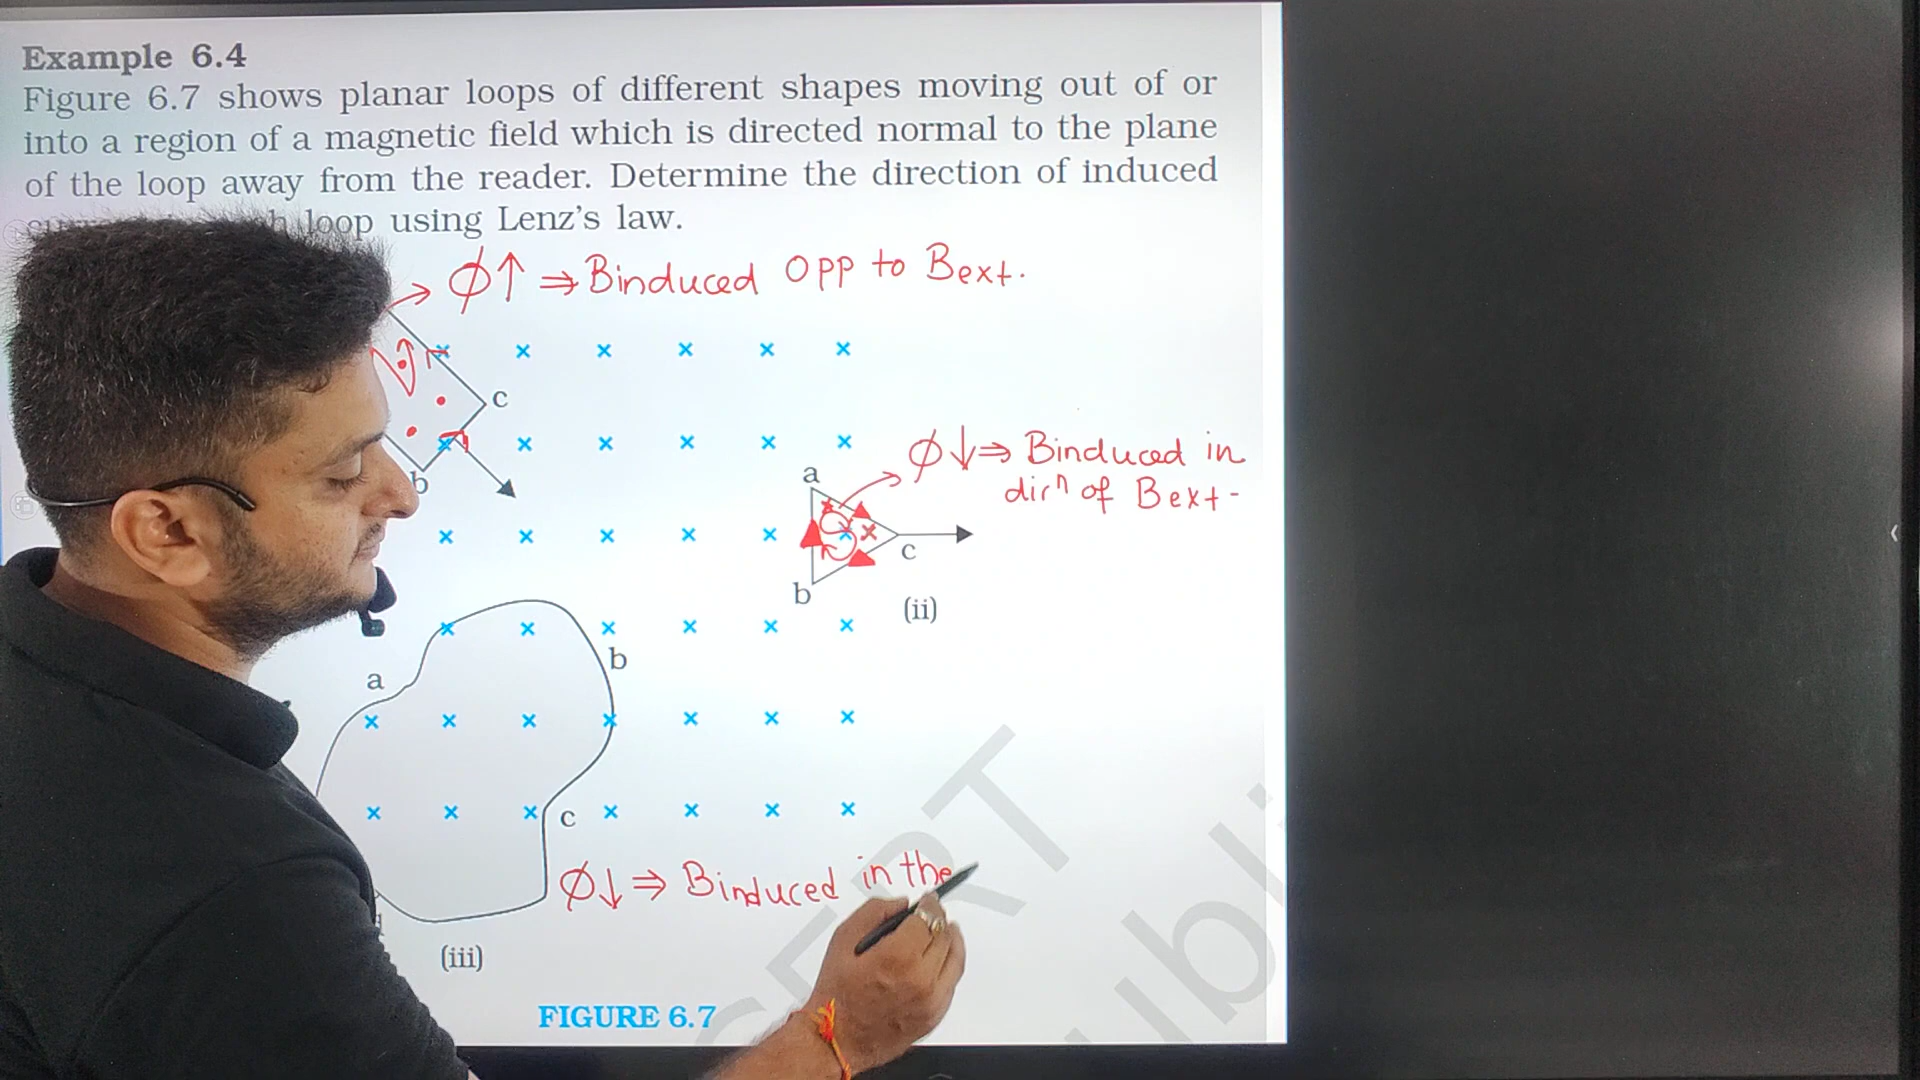 Example 6.4
Figure 6.7 shows planar loops of different shapes moving out of or
into a region of a magnetic field which is directed normal to the plane
of the loop away from the reader. Determine the direction of induced
loop using Lenz's law.
→ ϕ↑ ⇒ Binduced Opp to Bext.
c
b
ϕ↓ ⇒ Binduced in
dirⁿ of Bext-
a
c
b
(ii)
b
a
c
ϕ↓ ⇒ Binduced in the
(iii)
FIGURE 6.7